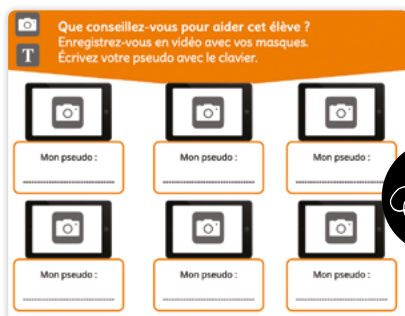 Que conseillez-vous pour aider cet élève ?
Enregistrez-vous en vidéo avec vos masques.
T Écrivez votre pseudo avec le clavier.
Mon pseudo : Mon pseudo : Mon pseudo :
Mon pseudo : Mon pseudo : Mon pseudo :